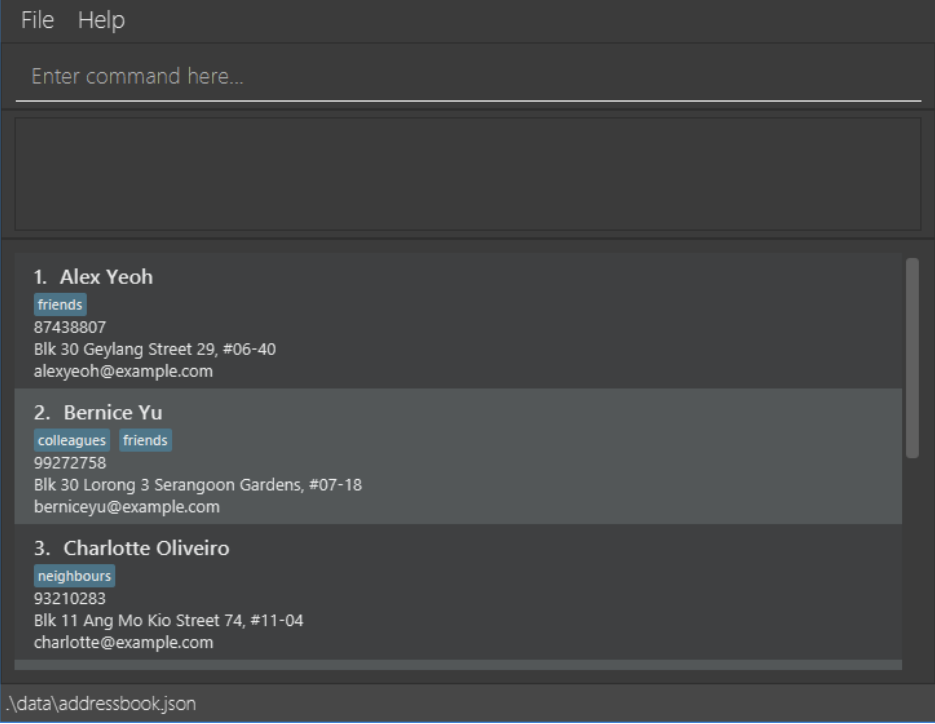 File Help
Enter command here...
1. Alex Yeoh
friends
87438807
Blk 30 Geylang Street 29, #06-40
alexyeoh@example.com
2. Bernice Yu
colleagues friends
99272758
Blk 30 Lorong 3 Serangoon Gardens, #07-18
berniceyu@example.com
3. Charlotte Oliveiro
neighbours
93210283
Blk 11 Ang Mo Kio Street 74, #11-04
charlotte@example.com
.\data\addressbook.json